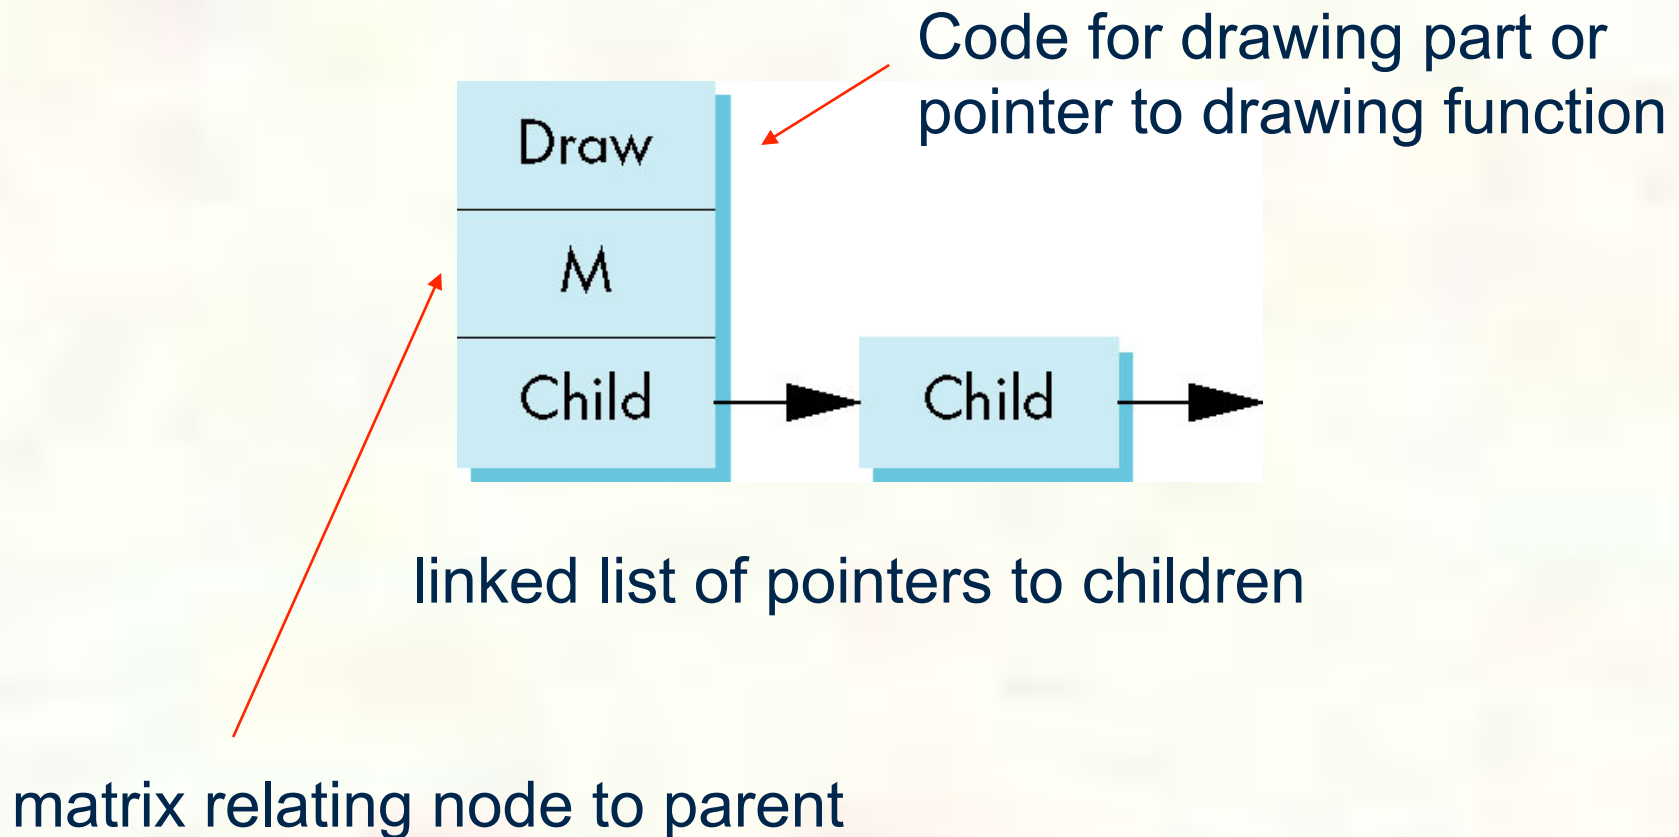 Code for drawing part or
pointer to drawing function
Draw
M
Child
Child
linked list of pointers to children
matrix relating node to parent